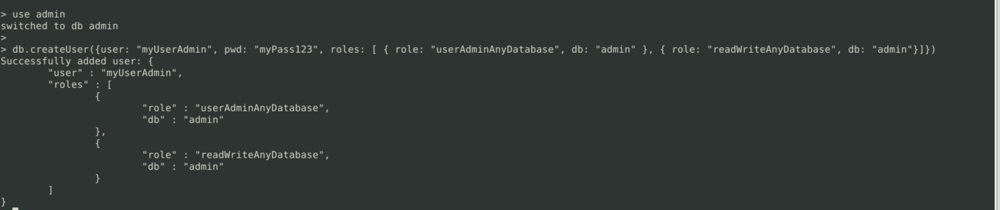 > use admin
switched to db admin
>
> db.createUser({user: "myUserAdmin", pwd: "myPass123", roles: [ { role: "userAdminAnyDatabase", db: "admin" }, { role: "readWriteAnyDatabase", db: "admin"}]})
Successfully added user: {
        "user" : "myUserAdmin",
        "roles" : [
                {
                        "role" : "userAdminAnyDatabase",
                        "db" : "admin"
                },
                {
                        "role" : "readWriteAnyDatabase",
                        "db" : "admin"
                }
        ]
}